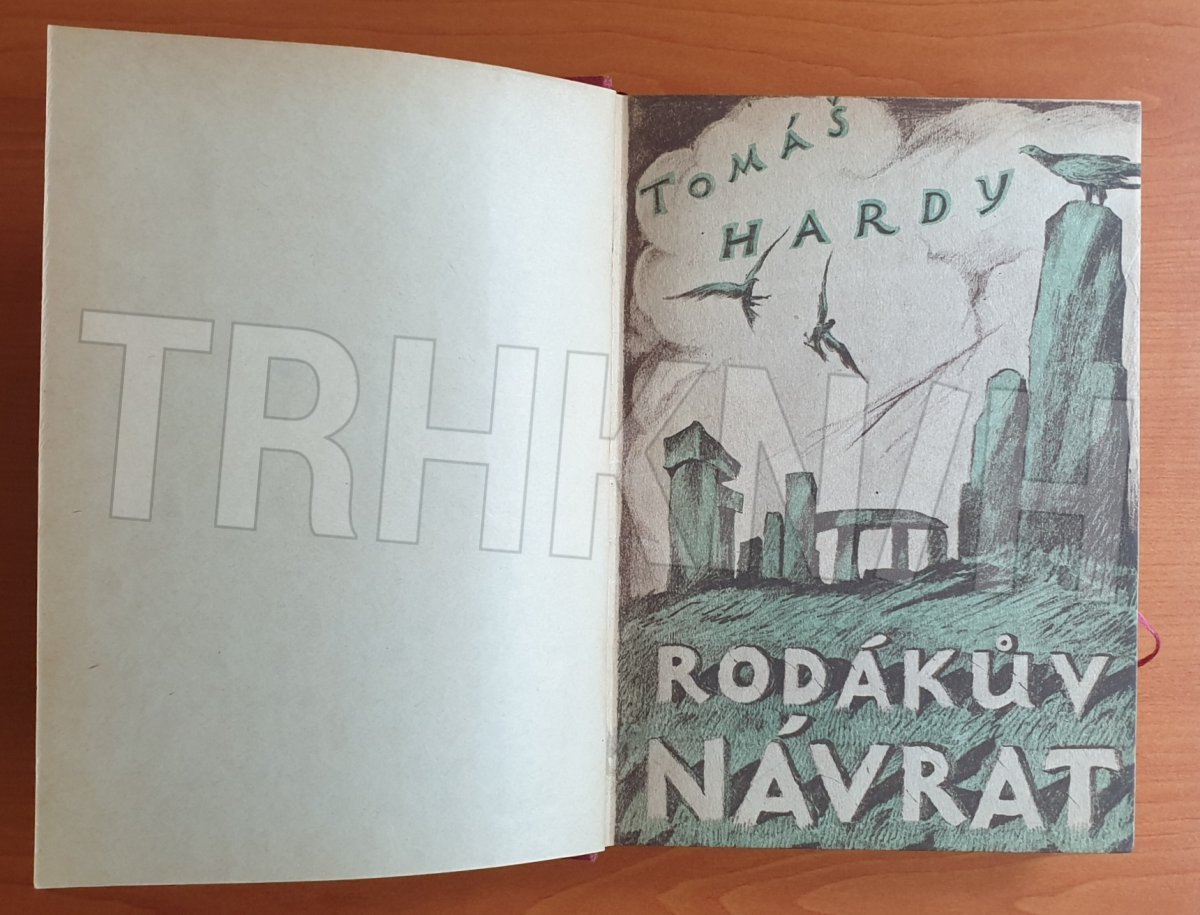 TOMÁŠ
HARDY
TRHKNIH
RODÁKŮV
NÁVRAT